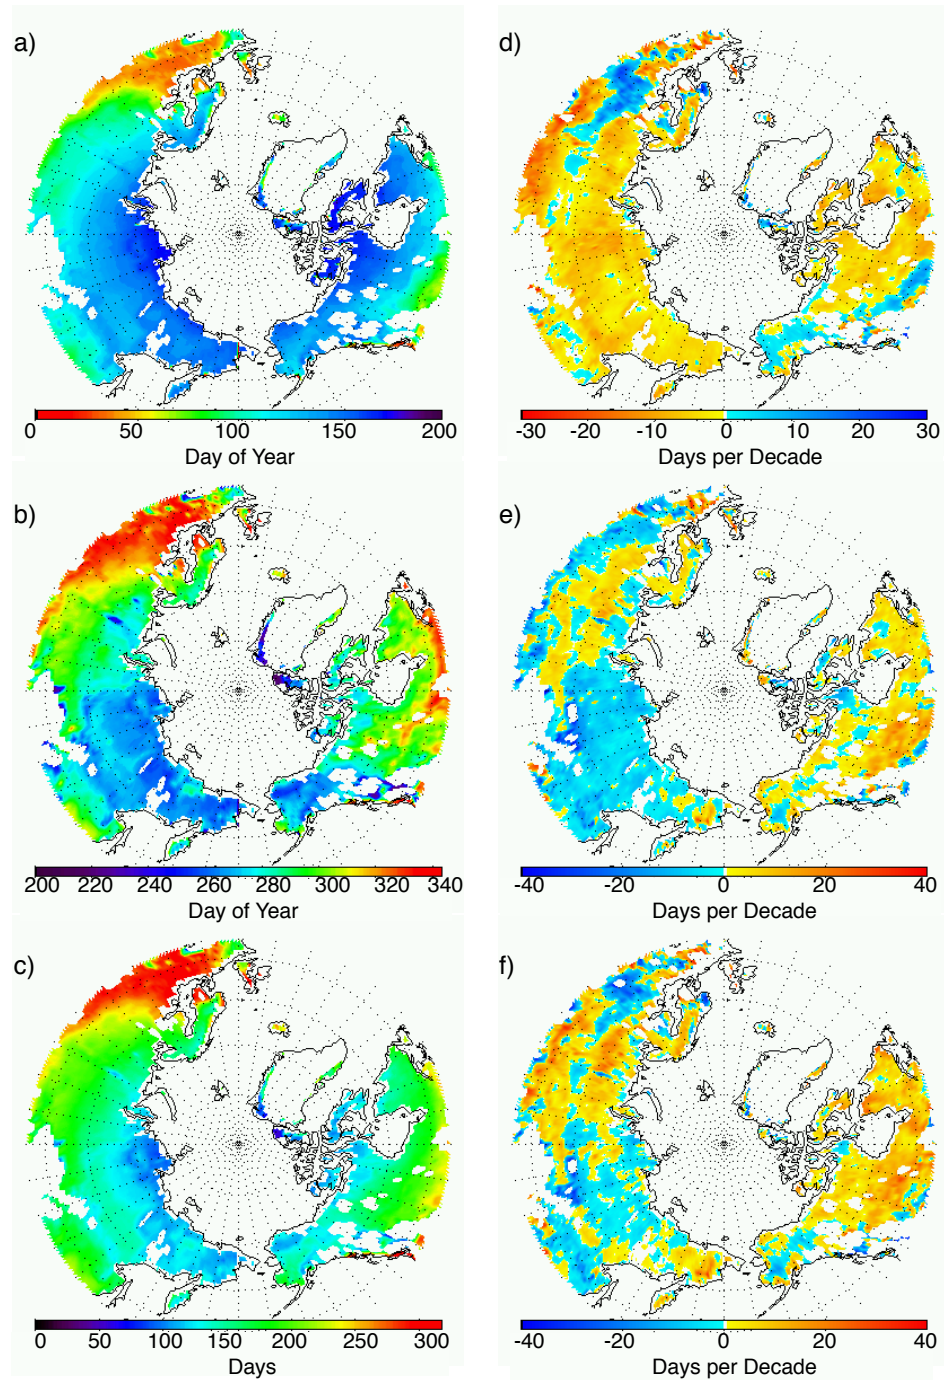 a)
d)
0 50 100 150 200
-30 -20 -10 0 10 20 30
Day of Year
Days per Decade
b)
e)
200 220 240 260 280 300 320 340
-40 -20 0 20 40
Day of Year
Days per Decade
c)
f)
0 50 100 150 200 250 300
-40 -20 0 20 40
Days
Days per Decade